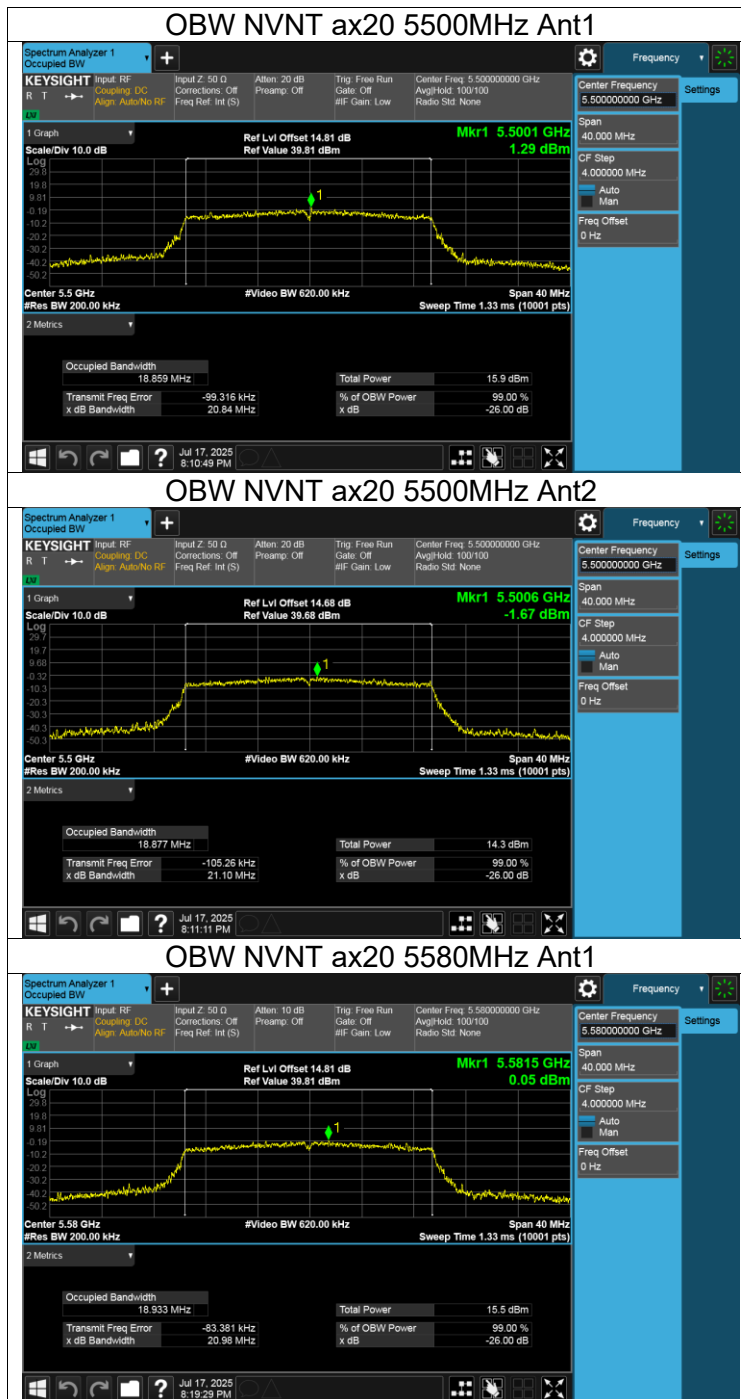 OBW NVNT ax20 5500MHz Ant1
Spectrum Analyzer 1
Occupied BW
Frequency
KEYSIGHT Input: RF Input Z: 50 Ω Atten: 20 dB Trig: Free Run Center Freq: 5.500000000 GHz
R T Coupling: DC Corrections: Off Preamp: Off Gate: Off Avg|Hold: 100/100
Align: Auto/No RF Freq Ref: Int (S) #IF Gain: Low Radio Std: None
LXI
Center Frequency
5.500000000 GHz
Settings
Span
40.000 MHz
CF Step
4.000000 MHz
Auto
Man
Freq Offset
0 Hz
1 Graph
Ref Lvl Offset 14.81 dB
Mkr1 5.5001 GHz
Scale/Div 10.0 dB
Ref Value 39.81 dBm
1.29 dBm
Log
29.8
19.8
9.81
-0.19
-10.2
-20.2
-30.2
-40.2
-50.2
1
Center 5.5 GHz #Video BW 620.00 kHz Span 40 MHz
#Res BW 200.00 kHz Sweep Time 1.33 ms (10001 pts)
2 Metrics
Occupied Bandwidth
18.859 MHz
Total Power 15.9 dBm
Transmit Freq Error -99.316 kHz % of OBW Power 99.00 %
x dB Bandwidth 20.84 MHz x dB -26.00 dB
?
Jul 17, 2025
8:10:49 PM
OBW NVNT ax20 5500MHz Ant2
Spectrum Analyzer 1
Occupied BW
Frequency
KEYSIGHT Input: RF Input Z: 50 Ω Atten: 20 dB Trig: Free Run Center Freq: 5.500000000 GHz
R T Coupling: DC Corrections: Off Preamp: Off Gate: Off Avg|Hold: 100/100
Align: Auto/No RF Freq Ref: Int (S) #IF Gain: Low Radio Std: None
LXI
Center Frequency
5.500000000 GHz
Settings
Span
40.000 MHz
CF Step
4.000000 MHz
Auto
Man
Freq Offset
0 Hz
1 Graph
Ref Lvl Offset 14.68 dB
Mkr1 5.5006 GHz
Scale/Div 10.0 dB
Ref Value 39.68 dBm
-1.67 dBm
Log
29.7
19.7
9.68
-0.32
-10.3
-20.3
-30.3
-40.3
-50.3
1
Center 5.5 GHz #Video BW 620.00 kHz Span 40 MHz
#Res BW 200.00 kHz Sweep Time 1.33 ms (10001 pts)
2 Metrics
Occupied Bandwidth
18.877 MHz
Total Power 14.3 dBm
Transmit Freq Error -105.26 kHz % of OBW Power 99.00 %
x dB Bandwidth 21.10 MHz x dB -26.00 dB
?
Jul 17, 2025
8:11:11 PM
OBW NVNT ax20 5580MHz Ant1
Spectrum Analyzer 1
Occupied BW
Frequency
KEYSIGHT Input: RF Input Z: 50 Ω Atten: 10 dB Trig: Free Run Center Freq: 5.580000000 GHz
R T Coupling: DC Corrections: Off Preamp: Off Gate: Off Avg|Hold: 100/100
Align: Auto/No RF Freq Ref: Int (S) #IF Gain: Low Radio Std: None
LXI
Center Frequency
5.580000000 GHz
Settings
Span
40.000 MHz
CF Step
4.000000 MHz
Auto
Man
Freq Offset
0 Hz
1 Graph
Ref Lvl Offset 14.81 dB
Mkr1 5.5815 GHz
Scale/Div 10.0 dB
Ref Value 39.81 dBm
0.05 dBm
Log
29.8
19.8
9.81
-0.19
-10.2
-20.2
-30.2
-40.2
-50.2
1
Center 5.58 GHz #Video BW 620.00 kHz Span 40 MHz
#Res BW 200.00 kHz Sweep Time 1.33 ms (10001 pts)
2 Metrics
Occupied Bandwidth
18.933 MHz
Total Power 15.5 dBm
Transmit Freq Error -83.381 kHz % of OBW Power 99.00 %
x dB Bandwidth 20.98 MHz x dB -26.00 dB
?
Jul 17, 2025
8:19:29 PM